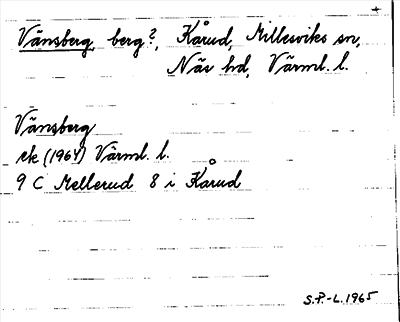 Vänsberg, berg?, Kårud, Millesviks sn,
Näs hd, Värml. l.
Vänsberg
ek (1964) Värml. l.
9 C Mellerud 8 i Kårud
S.P.-L. 1965